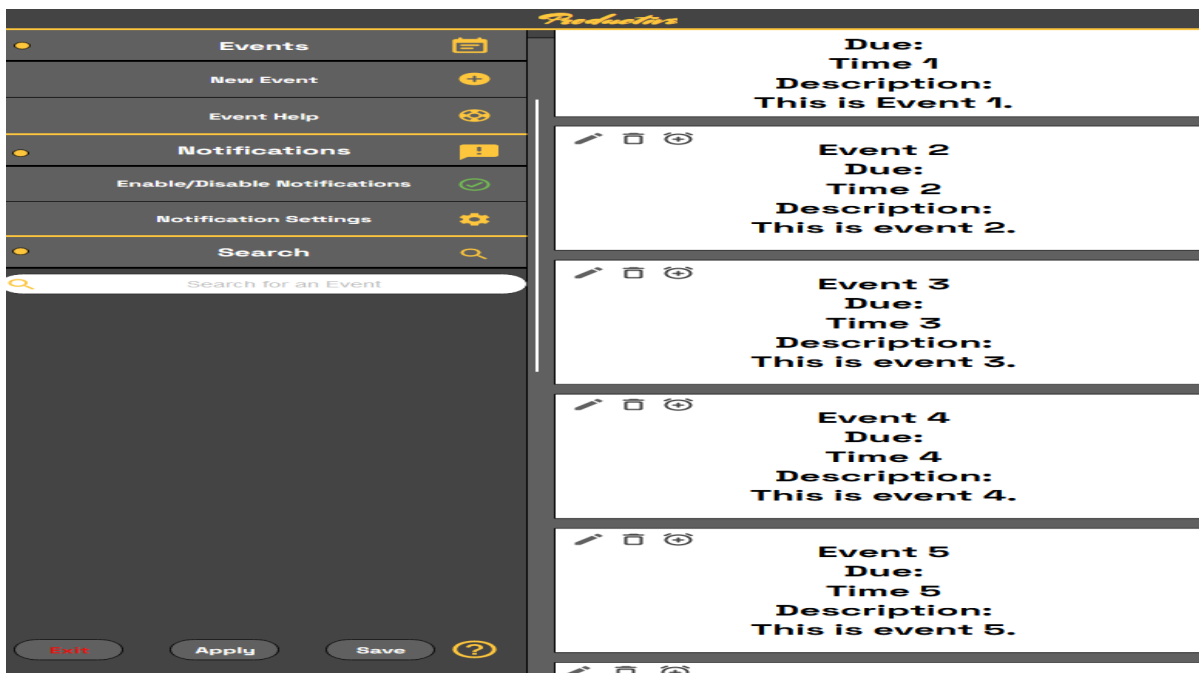 Productivs
Events
New Event
Event Help
Notifications
Enable/Disable Notifications
Notification Settings
Search
Search for an Event
Exit
Apply
Save
Due:
Time 1
Description:
This is Event 1.
Event 2
Due:
Time 2
Description:
This is event 2.
Event 3
Due:
Time 3
Description:
This is event 3.
Event 4
Due:
Time 4
Description:
This is event 4.
Event 5
Due:
Time 5
Description:
This is event 5.